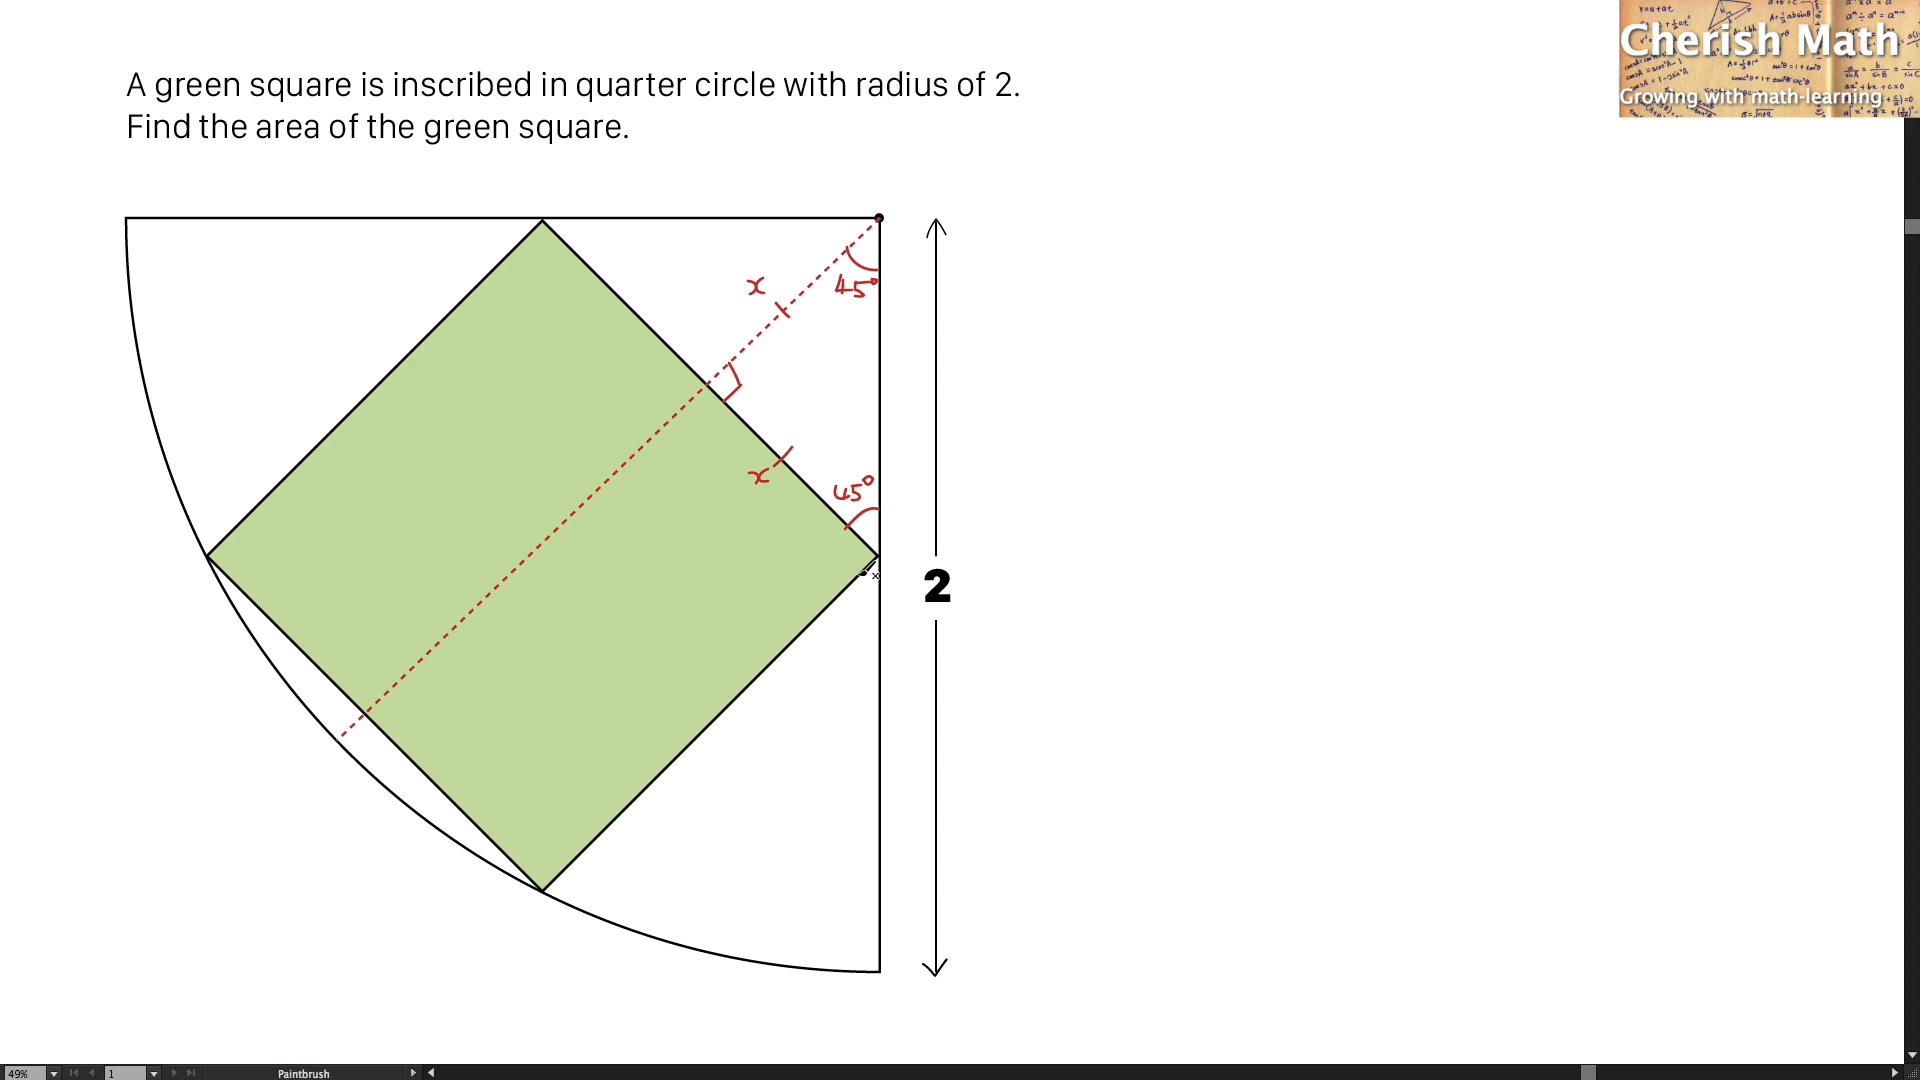 Cherish Math
Growing with math-learning
A green square is inscribed in quarter circle with radius of 2.
Find the area of the green square.
x
45°
x
45°
2
49%
1
Paintbrush